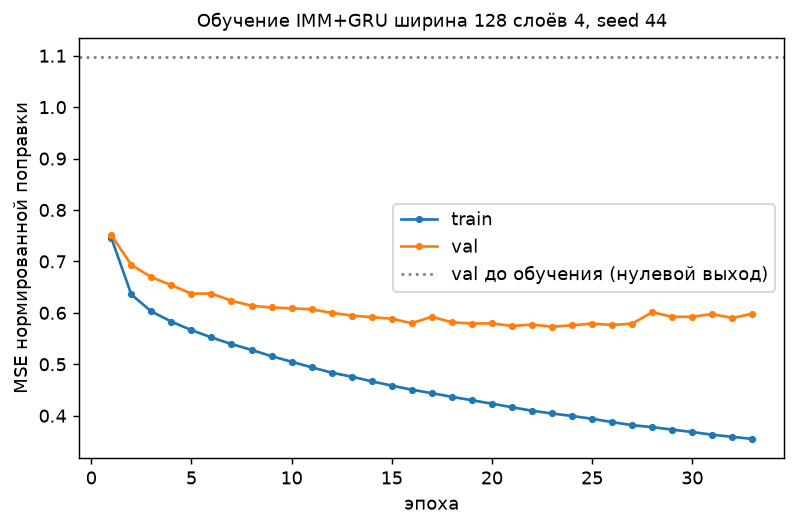 Обучение IMM+GRU ширина 128 слоёв 4, seed 44
MSE нормированной поправки
1.1
1.0
0.9
0.8
0.7
0.6
0.5
0.4
train
val
val до обучения (нулевой выход)
0 5 10 15 20 25 30
эпоха